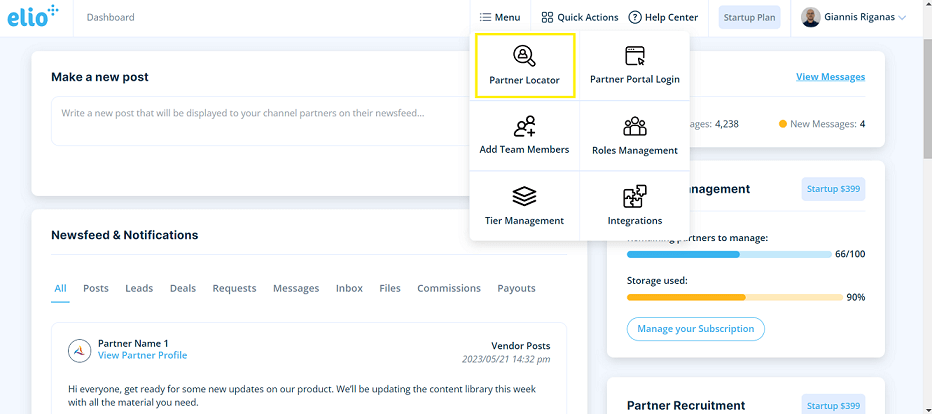 elio
Dashboard
Menu
Quick Actions
Help Center
Startup Plan
Giannis Riganas
Partner Locator
Partner Portal Login
Add Team Members
Roles Management
Tier Management
Integrations
Make a new post
Write a new post that will be displayed to your channel partners on their newsfeed...
View Messages
4,238
New Messages: 4
Startup $399
partners to manage:
66/100
Storage used:
90%
Manage your Subscription
Newsfeed & Notifications
All Posts Leads Deals Requests Messages Inbox Files Commissions Payouts
Partner Name 1
View Partner Profile
Vendor Posts
2023/05/21 14:32 pm
Hi everyone, get ready for some new updates on our product. We'll be updating the content library this week
with all the material you need.
Partner Recruitment
Startup $399